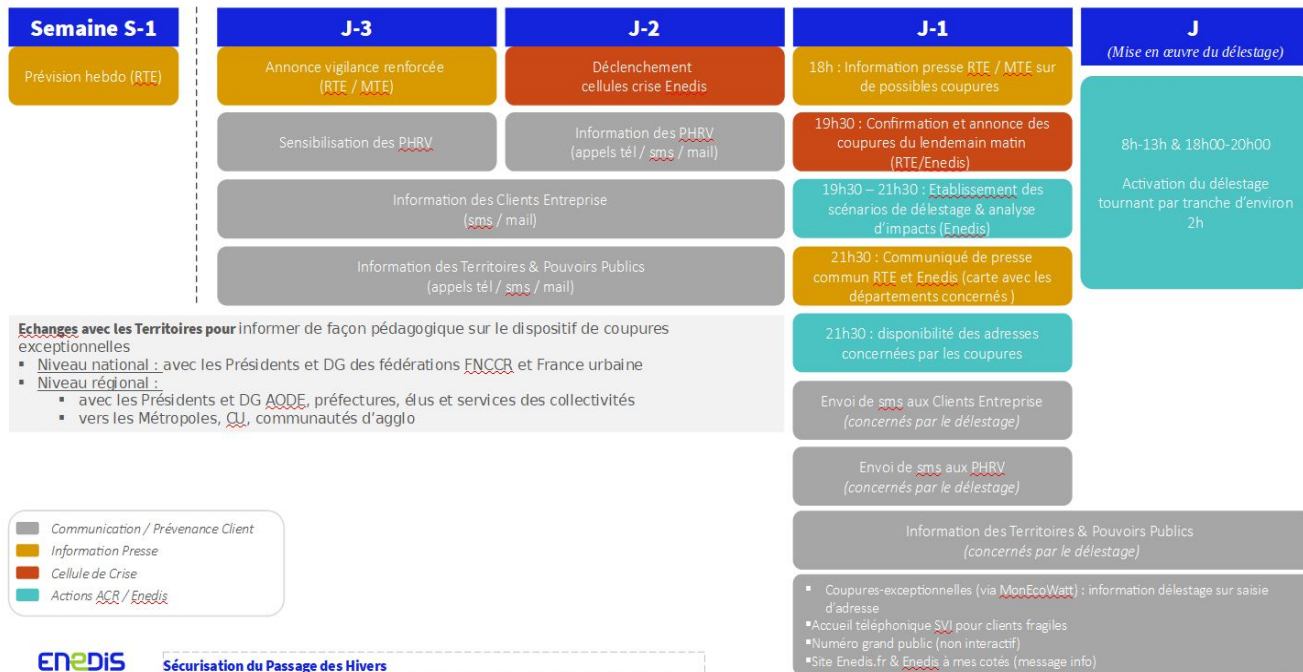 Semaine S-1
Prévision hebdo (RTE)
J-3
Annonce vigilance renforcée
(RTE / MTE)
Sensibilisation des PHRV
J-2
Déclenchement
cellules crise Enedis
Information des PHRV
(appels tél / sms / mail)
Information des Clients Entreprise
(sms / mail)
Information des Territoires & Pouvoirs Publics
(appels tél / sms / mail)
J-1
18h : Information presse RTE / MTE sur
de possibles coupures
19h30 : Confirmation et annonce des
coupures du lendemain matin
(RTE/Enedis)
19h30 – 21h30 : Etablissement des
scénarios de délestage & analyse
d'impacts (Enedis)
21h30 : Communiqué de presse
commun RTE et Enedis (carte avec les
départements concernés )
21h30 : disponibilité des adresses
concernées par les coupures
Envoi de sms aux Clients Entreprise
(concernés par le délestage)
Envoi de sms aux PHRV
(concernés par le délestage)
J
(Mise en œuvre du délestage)
8h-13h & 18h00-20h00
Activation du délestage
tournant par tranche d'environ
2h
Information des Territoires & Pouvoirs Publics
(concernés par le délestage)
▪ Coupures-exceptionnelles (via MonEcoWatt) : information délestage sur saisie
d'adresse
▪Accueil téléphonique SVI pour clients fragiles
▪Numéro grand public (non interactif)
▪Site Enedis.fr & Enedis à mes cotés (message info)
Echanges avec les Territoires pour informer de façon pédagogique sur le dispositif de coupures
exceptionnelles
▪ Niveau national : avec les Présidents et DG des fédérations FNCCR et France urbaine
▪ Niveau régional :
▪ avec les Présidents et DG AODE, préfectures, élus et services des collectivités
▪ vers les Métropoles, CU, communautés d'agglo
Communication / Prévenance Client
Information Presse
Cellule de Crise
Actions ACR / Enedis
ENEDIS
Sécurisation du Passage des Hivers